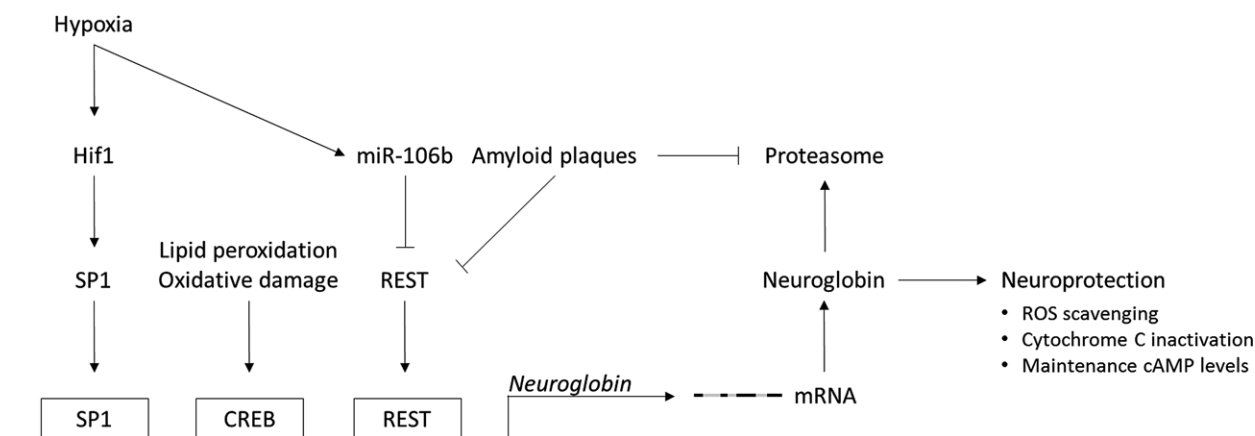 Hypoxia
Hif1
miR-106b
Amyloid plaques
Proteasome
Lipid peroxidation
Oxidative damage
SP1
REST
Neuroglobin
Neuroprotection
• ROS scavenging
• Cytochrome C inactivation
• Maintenance cAMP levels
Neuroglobin
mRNA
SP1
CREB
REST